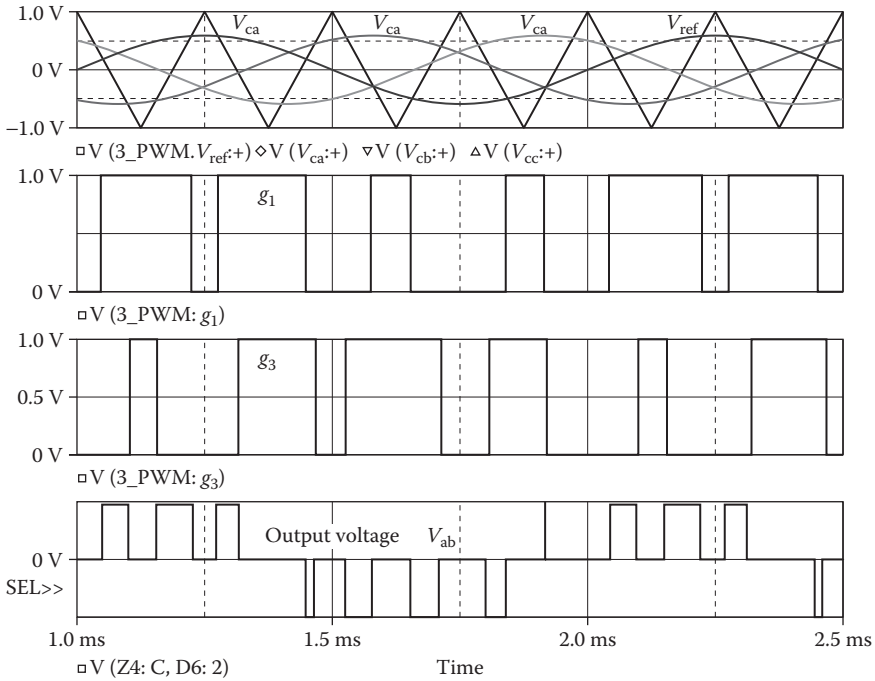 1.0 V
V_ca V_ca V_ca V_ref
0 V
−1.0 V
□ V (3_PWM.V_ref:+) ◇ V (V_ca:+) ▽ V (V_cb:+) △ V (V_cc:+)
1.0 V
g_1
0 V
□ V (3_PWM: g_1)
1.0 V
g_3
0.5 V
0 V
□ V (3_PWM: g_3)
Output voltage V_ab
0 V
SEL>>
1.0 ms 1.5 ms 2.0 ms 2.5 ms
□ V (Z4: C, D6: 2) Time